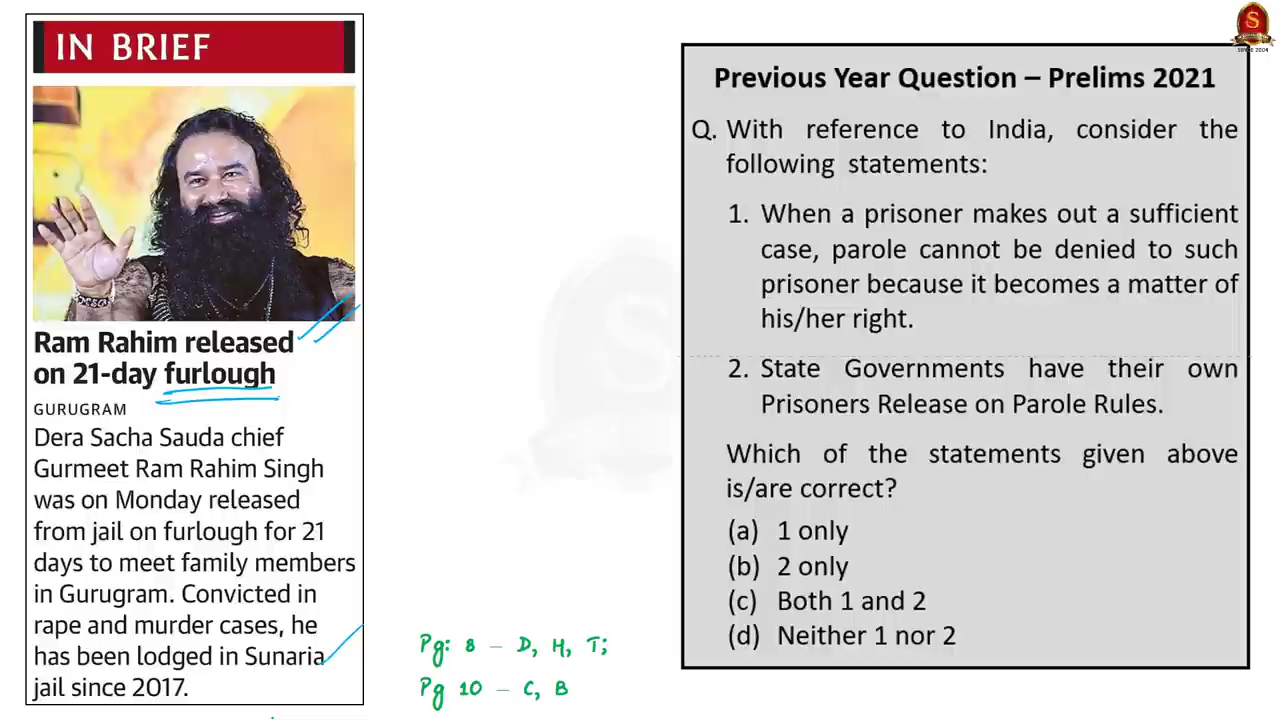 IN BRIEF
Ram Rahim released
on 21-day furlough
GURUGRAM
Dera Sacha Sauda chief
Gurmeet Ram Rahim Singh
was on Monday released
from jail on furlough for 21
days to meet family members
in Gurugram. Convicted in
rape and murder cases, he
has been lodged in Sunaria
jail since 2017.
Pg: 8 – D, H, T;
Pg 10 – C, B
S
SINCE 2004
Previous Year Question – Prelims 2021
Q. With reference to India, consider the
following statements:
1. When a prisoner makes out a sufficient
case, parole cannot be denied to such
prisoner because it becomes a matter of
his/her right.
2. State Governments have their own
Prisoners Release on Parole Rules.
Which of the statements given above
is/are correct?
(a) 1 only
(b) 2 only
(c) Both 1 and 2
(d) Neither 1 nor 2